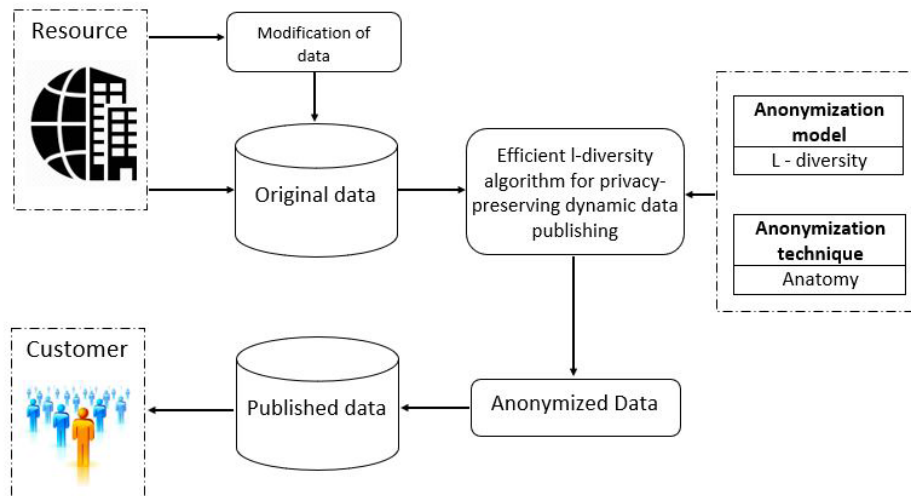 Resource
Modification of
data
Original data
Efficient l-diversity
algorithm for privacy-
preserving dynamic data
publishing
Anonymization
model
L - diversity
Anonymization
technique
Anatomy
Customer
Published data
Anonymized Data